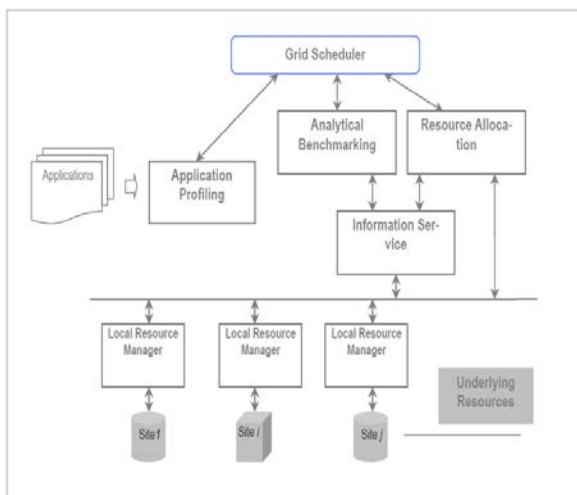 Grid Scheduler
Analytical
Benchmarking
Resource Alloca-
tion
Applications
Application
Profiling
Information Ser-
vice
Local Resource
Manager
Local Resource
Manager
Local Resource
Manager
Underlying
Resources
Site 1
Site i
Site j